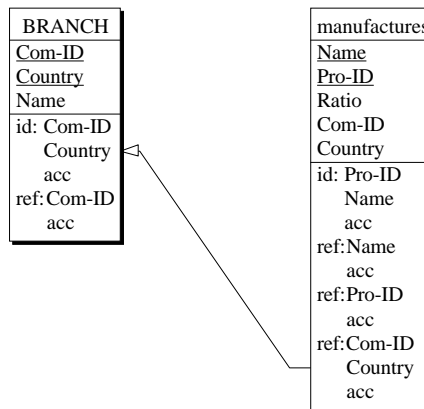 BRANCH
Com-ID
Country
Name
id: Com-ID
Country
acc
ref:Com-ID
acc
manufactures
Name
Pro-ID
Ratio
Com-ID
Country
id: Pro-ID
Name
acc
ref:Name
acc
ref:Pro-ID
acc
ref:Com-ID
Country
acc